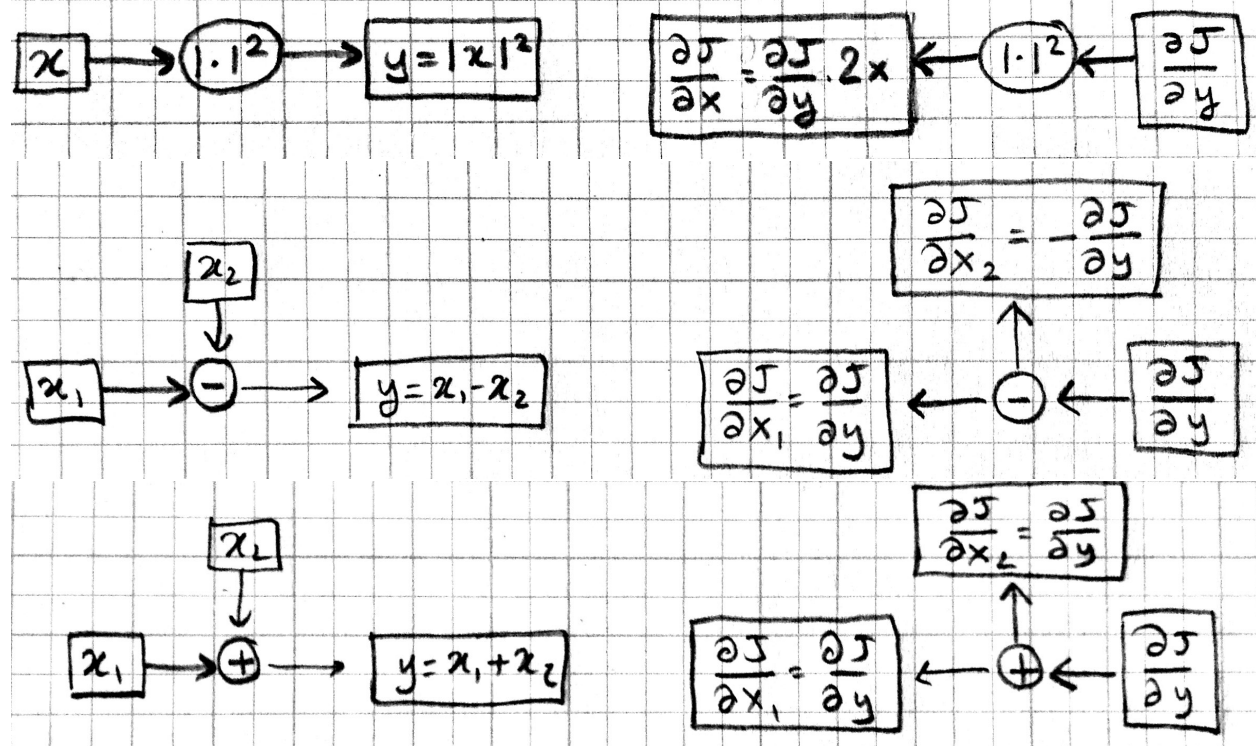 x |·|² y = |x|² ∂J/∂x = ∂J/∂y · 2x |·|² ∂J/∂y
∂J/∂x₂ = -∂J/∂y
x₂
x₁ - y = x₁ - x₂ ∂J/∂x₁ = ∂J/∂y - ∂J/∂y
x₂ ∂J/∂x₂ = ∂J/∂y
x₁ + y = x₁ + x₂ ∂J/∂x₁ = ∂J/∂y + ∂J/∂y